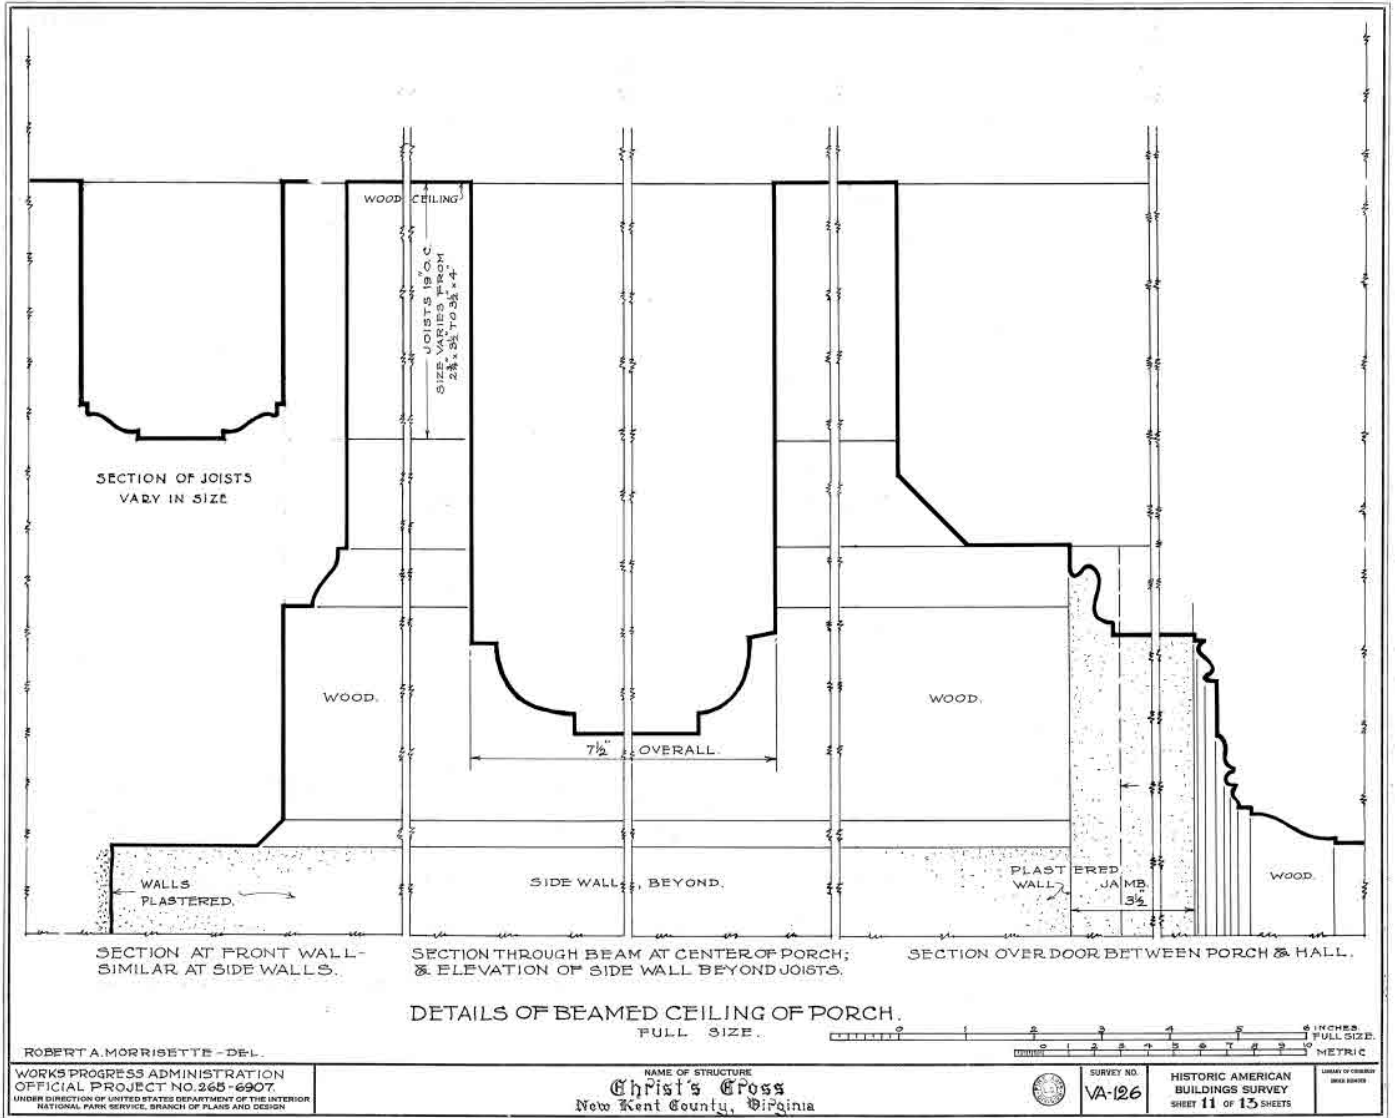 WOOD CEILING
JOISTS 19" O.C.
SIZE VARIES FROM
2¾" x 3½" TO 3½" x 4"
SECTION OF JOISTS
VARY IN SIZE
WOOD.
WOOD.
7½" OVERALL.
WALLS
PLASTERED.
SIDE WALL, BEYOND.
PLASTERED
WALL
JAMB.
3½"
WOOD.
SECTION AT FRONT WALL-
SIMILAR AT SIDE WALLS.
SECTION THROUGH BEAM AT CENTER OF PORCH;
& ELEVATION OF SIDE WALL BEYOND JOISTS.
SECTION OVER DOOR BETWEEN PORCH & HALL.
DETAILS OF BEAMED CEILING OF PORCH.
FULL SIZE.
0 1 2 3 4 5 6 INCHES.
FULL SIZE.
0 1 2 3 4 5 6 7 8 9 10 METRIC
ROBERT A. MORRISETTE - DEL.
WORKS PROGRESS ADMINISTRATION
OFFICIAL PROJECT NO. 265-6907.
UNDER DIRECTION OF UNITED STATES DEPARTMENT OF THE INTERIOR
NATIONAL PARK SERVICE, BRANCH OF PLANS AND DESIGN
NAME OF STRUCTURE
Christ's Cross
New Kent County, Virginia
SURVEY NO.
VA-126
HISTORIC AMERICAN
BUILDINGS SURVEY
SHEET 11 OF 13 SHEETS
LIBRARY OF CONGRESS